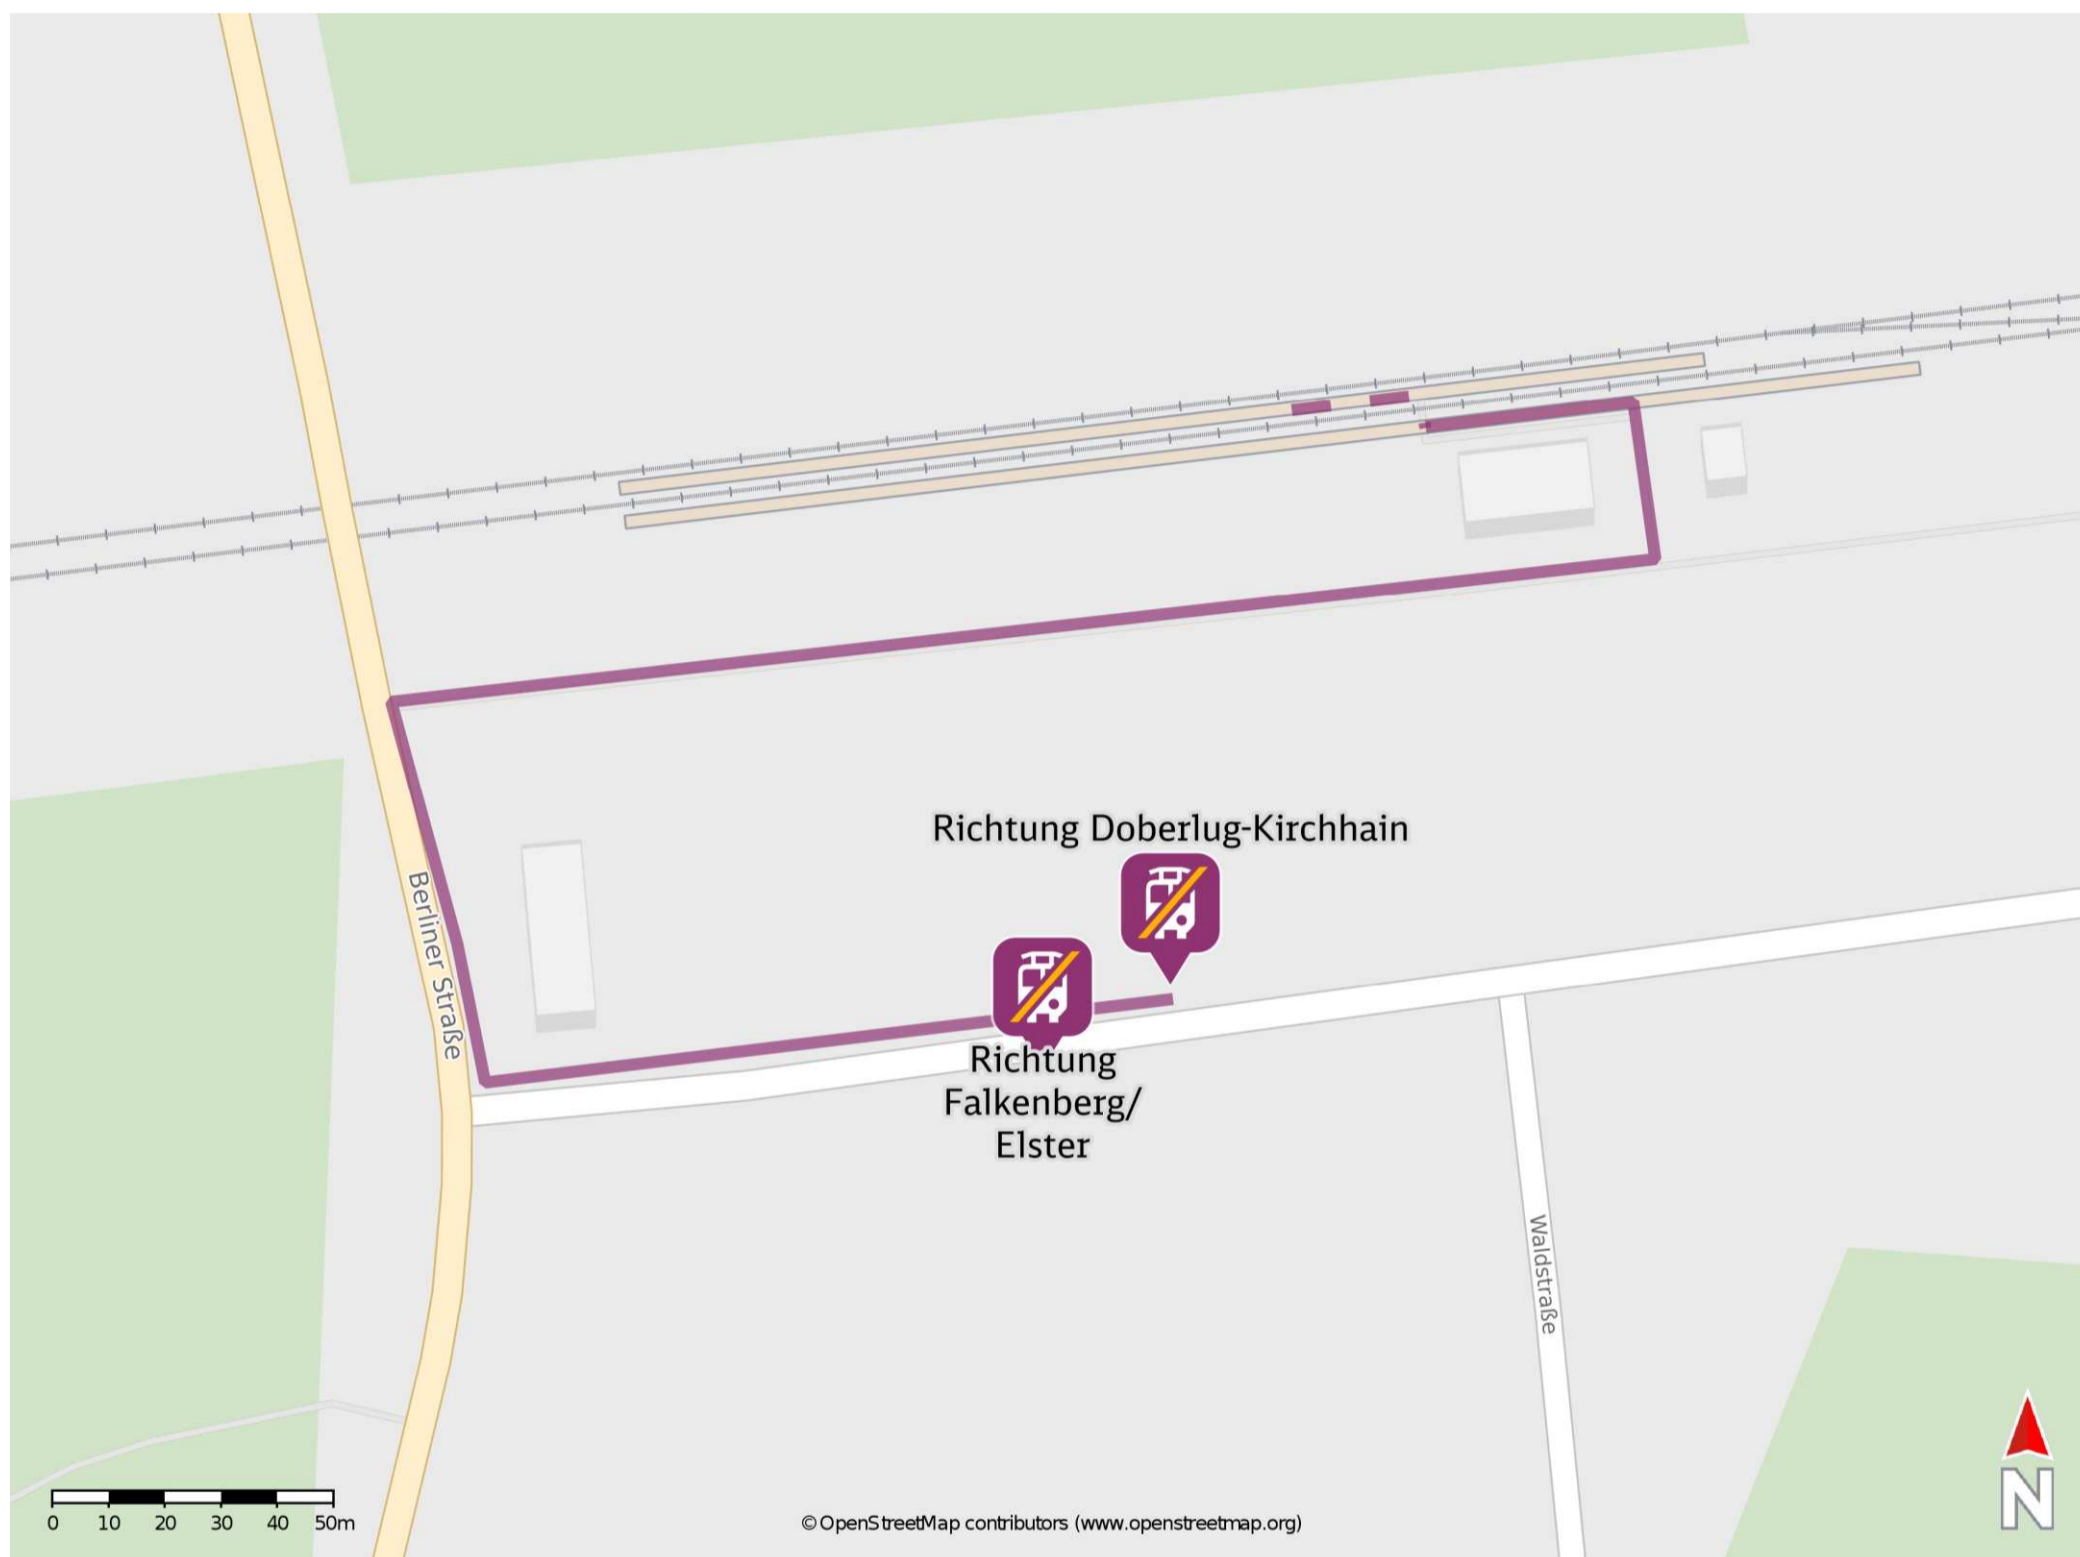 Richtung Doberlug-Kirchhain
Berliner Straße
Richtung
Falkenberg/
Elster
Waldstraße
N
0 10 20 30 40 50m
© OpenStreetMap contributors (www.openstreetmap.org)